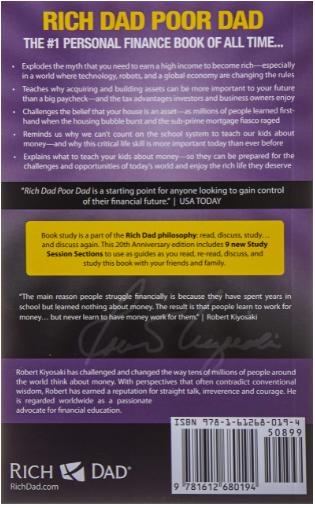 RICH DAD POOR DAD
THE #1 PERSONAL FINANCE BOOK OF ALL TIME...
• Explodes the myth that you need to earn a high income to become rich—especially
in a world where technology, robots, and a global economy are changing the rules
• Teaches why acquiring and building assets can be more important to your future
than a big paycheck—and the tax advantages investors and business owners enjoy
• Challenges the belief that your house is an asset—as millions of people learned first-
hand when the housing bubble burst and the sub-prime mortgage fiasco raged
• Reminds us why we can't count on the school system to teach our kids about
money—and why this critical life skill is more important today than ever before
• Explains what to teach your kids about money—so they can be prepared for the
challenges and opportunities of today's world and enjoy the rich life they deserve
"Rich Dad Poor Dad is a starting point for anyone looking to gain control
of their financial future." | USA TODAY
Book study is a part of the Rich Dad philosophy: read, discuss, study...
and discuss again. This 20th Anniversary edition includes 9 new Study
Session Sections to use as guides as you read, re-read, discuss, and
study this book with your friends and family.
"The main reason people struggle financially is because they have spent years in
school but learned nothing about money. The result is that people learn to work for
money... but never learn to have money work for them." | Robert Kiyosaki
Robert Kiyosaki has challenged and changed the way tens of millions of people around
the world think about money. With perspectives that often contradict conventional
wisdom, Robert has earned a reputation for straight talk, irreverence and courage. He
is regarded worldwide as a passionate
advocate for financial education.
ISBN 978-1-61268-019-4
50899
9 781612 680194
RICH DAD®
RichDad.com